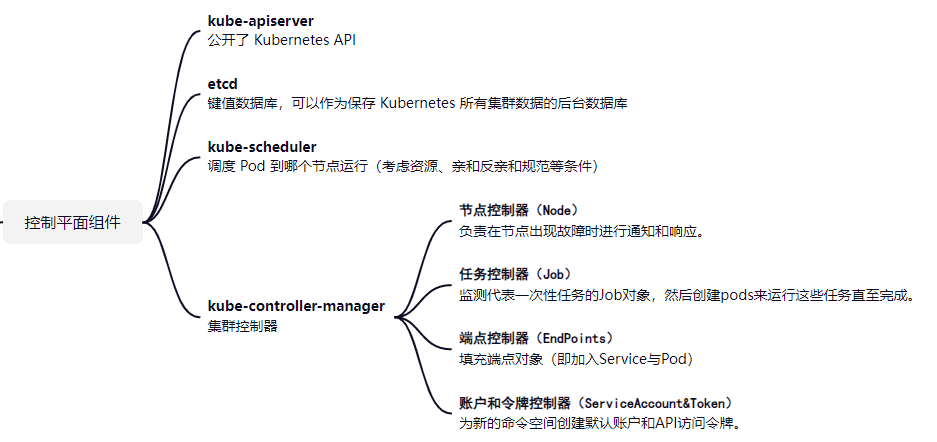 kube-apiserver
公开了 Kubernetes API
etcd
键值数据库，可以作为保存 Kubernetes 所有集群数据的后台数据库
kube-scheduler
调度 Pod 到哪个节点运行（考虑资源、亲和反亲和规范等条件）
控制平面组件
kube-controller-manager
集群控制器
节点控制器（Node）
负责在节点出现故障时进行通知和响应。
任务控制器（Job）
监测代表一次性任务的Job对象，然后创建pods来运行这些任务直至完成。
端点控制器（EndPoints）
填充端点对象（即加入Service与Pod）
账户和令牌控制器（ServiceAccount&Token）
为新的命令空间创建默认账户和API访问令牌。